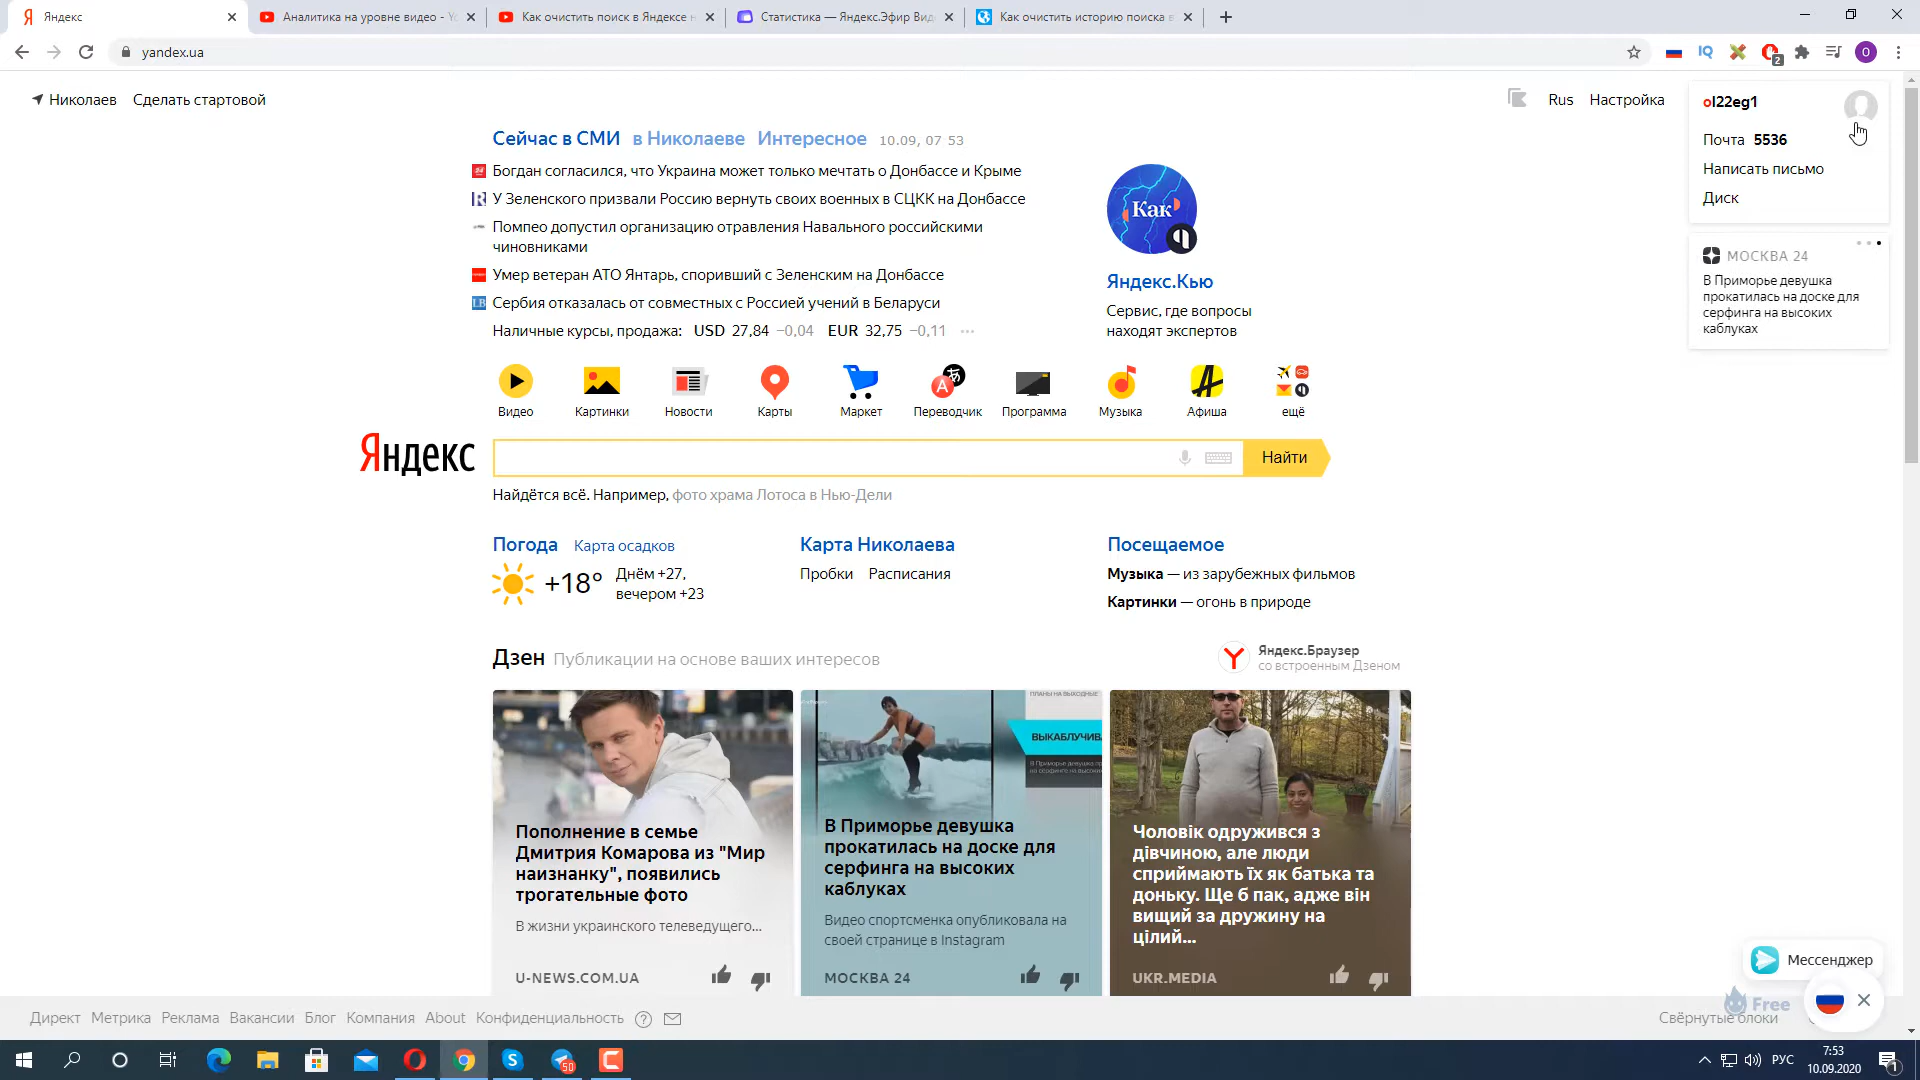 Яндекс
Аналитика на уровне видео - Yo
Как очистить поиск в Яндексе н
Статистика — Яндекс.Эфир Вид
Как очистить историю поиска в
yandex.ua
IQ
2
O
Николаев Сделать стартовой
Rus Настройка
ol22eg1
Почта 5536
Написать письмо
Диск
МОСКВА 24
В Приморье девушка
прокатилась на доске для
серфинга на высоких
каблуках
Сейчас в СМИ в Николаеве Интересное 10.09, 07 53
Богдан согласился, что Украина может только мечтать о Донбассе и Крыме
У Зеленского призвали Россию вернуть своих военных в СЦКК на Донбассе
Помпео допустил организацию отравления Навального российскими
чиновниками
Умер ветеран АТО Янтарь, споривший с Зеленским на Донбассе
Сербия отказалась от совместных с Россией учений в Беларуси
Наличные курсы, продажа: USD 27,84 −0,04 EUR 32,75 −0,11
Как
Яндекс.Кью
Сервис, где вопросы
находят экспертов
Видео
Картинки
Новости
Карты
Маркет
Переводчик
Программа
Музыка
Афиша
ещё
Яндекс
Найти
Найдётся всё. Например, фото храма Лотоса в Нью-Дели
Погода Карта осадков
+18°
Днём +27,
вечером +23
Карта Николаева
Пробки Расписания
Посещаемое
Музыка — из зарубежных фильмов
Картинки — огонь в природе
Дзен Публикации на основе ваших интересов
Яндекс.Браузер
со встроенным Дзеном
Пополнение в семье
Дмитрия Комарова из "Мир
наизнанку", появились
трогательные фото
В жизни украинского телеведущего...
U-NEWS.COM.UA
ПЛАНЫ НА ВЫХОДНЫЕ
ВЫКАБЛУЧИВА
В Приморье девушка
прокатилась на доске для
серфинга на высоких
каблуках
Видео спортсменка опубликовала на
своей странице в Instagram
МОСКВА 24
Чоловік одружився з
дівчиною, але люди
сприймають їх як батька та
доньку. Ще б пак, адже він
вищий за дружину на
цілий...
UKR.MEDIA
Мессенджер
Free
Директ Метрика Реклама Вакансии Блог Компания About Конфиденциальность
Свёрнутые блоки
50
РУС
7:53
10.09.2020
1